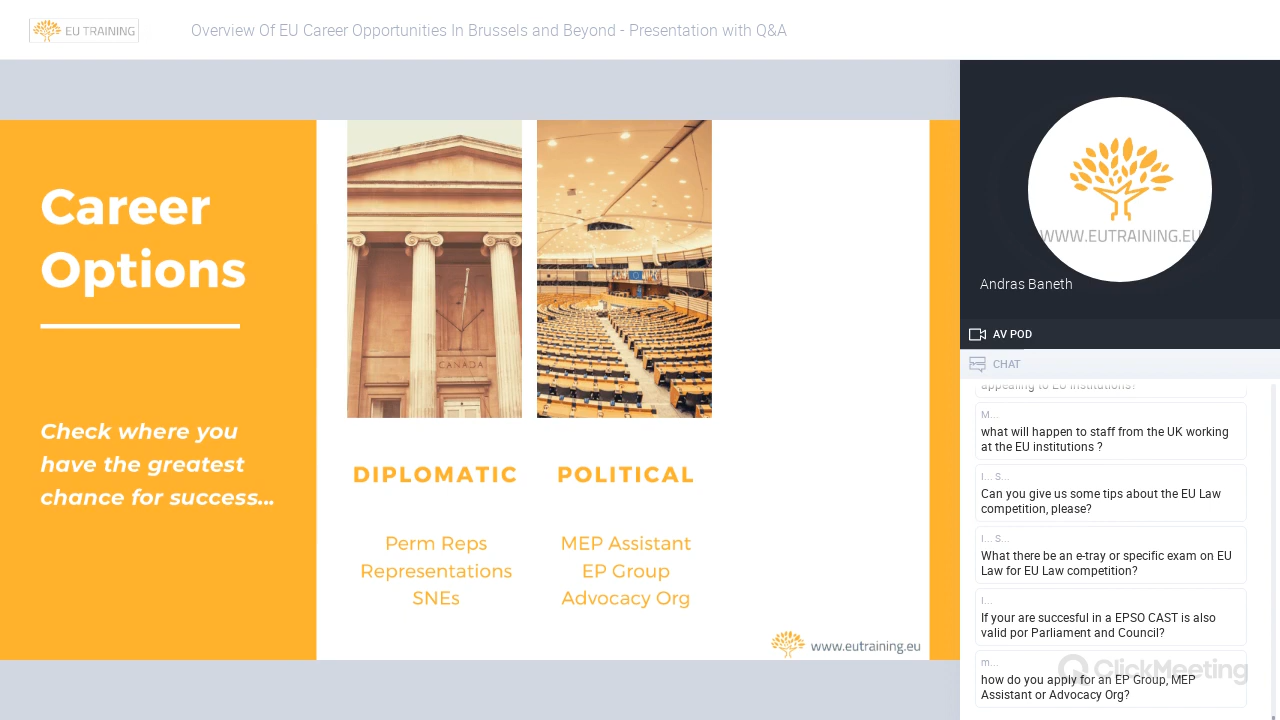 EU TRAINING
Overview Of EU Career Opportunities In Brussels and Beyond - Presentation with Q&A
Career
Options
Check where you
have the greatest
chance for success...
CANADA
DIPLOMATIC
Perm Reps
Representations
SNEs
POLITICAL
MEP Assistant
EP Group
Advocacy Org
www.eutraining.eu
WWW.EUTRAINING.EU
Andras Baneth
AV POD
CHAT
appealing to EU institutions?
M...
what will happen to staff from the UK working
at the EU institutions ?
I... S...
Can you give us some tips about the EU Law
competition, please?
I... S...
What there be an e-tray or specific exam on EU
Law for EU Law competition?
I...
If your are succesful in a EPSO CAST is also
valid por Parliament and Council?
m...
how do you apply for an EP Group, MEP
Assistant or Advocacy Org?
ClickMeeting